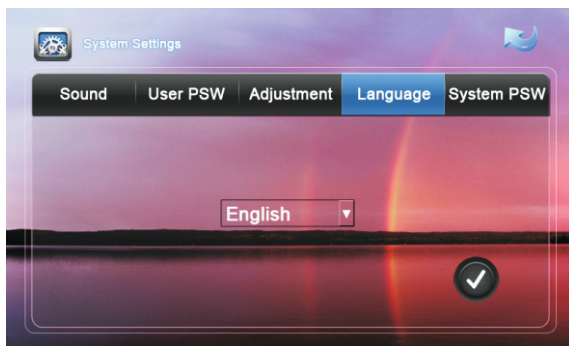 System Settings
Sound User PSW Adjustment Language System PSW
English